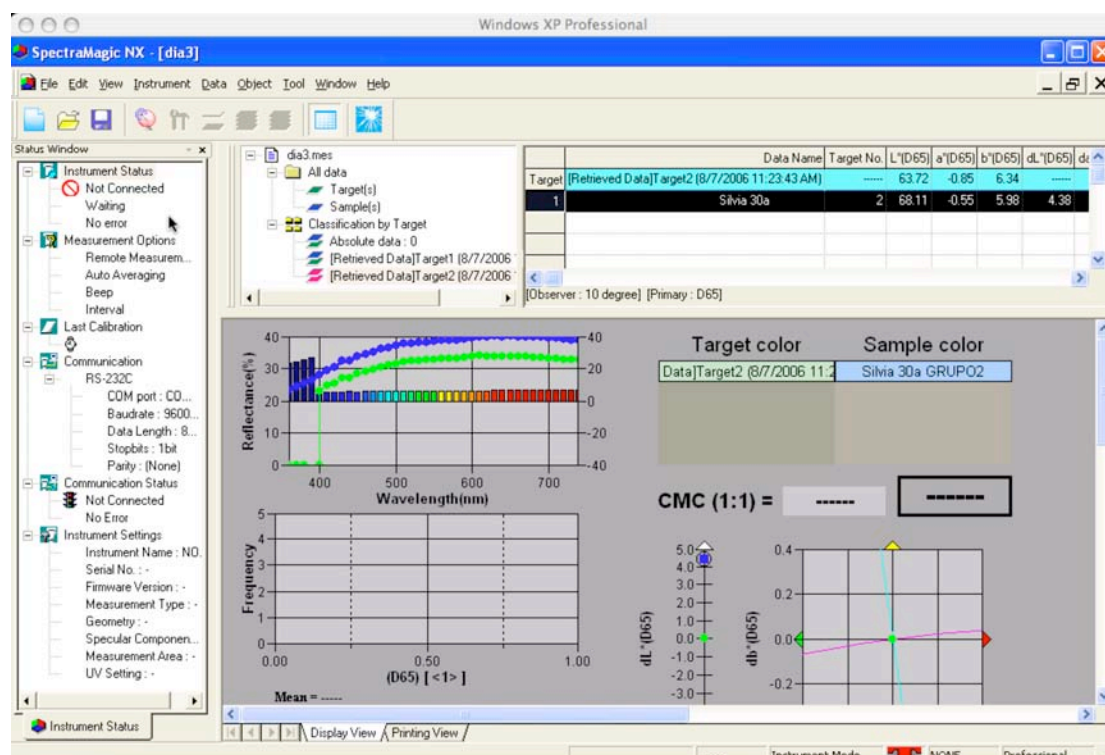 Windows XP Professional
SpectraMagic NX - [dia3]
File Edit View Instrument Data Object Tool Window Help
Status Window
Instrument Status
Not Connected
Waiting
No error
Measurement Options
Remote Measurem...
Auto Averaging
Beep
Interval
Last Calibration
Communication
RS-232C
COM port : CO...
Baudrate : 9600...
Data Length : 8...
Stopbits : 1bit
Parity : (None)
Communication Status
Not Connected
No Error
Instrument Settings
Instrument Name : NO.
Serial No. : -
Firmware Version : -
Measurement Type : -
Geometry : -
Specular Componen...
Measurement Area : -
UV Setting : -
Instrument Status
dia3.mes
All data
Target(s)
Sample(s)
Classification by Target
Absolute data : 0
[Retrieved Data]Target1 (8/7/2006
[Retrieved Data]Target2 (8/7/2006
Data Name Target No. L*(D65) a*(D65) b*(D65) dL*(D65) da
Target [Retrieved Data]Target2 (8/7/2006 11:23:43 AM) ------ 63.72 -0.85 6.34 ------
1 Silvia 30a 2 68.11 -0.55 5.98 4.38
[Observer : 10 degree] [Primary : D65]
Reflectance(%)
40 30 20 10 0
40 20 0 -20 -40
400 500 600 700
Wavelength(nm)
Frequency
5 4 3 2 1 0
0.00 0.50 1.00
(D65) [ <1> ]
Mean = -----
Target color Sample color
Data]Target2 (8/7/2006 11:2 Silvia 30a GRUPO2
CMC (1:1) = ------ ------
dL*(D65)
5.0 4.0 3.0 2.0 1.0 0.0 -1.0 -2.0 -3.0
db*(D65)
0.4 0.2 0.0 -0.2
Display View Printing View
Instrument Mode NONE Professional